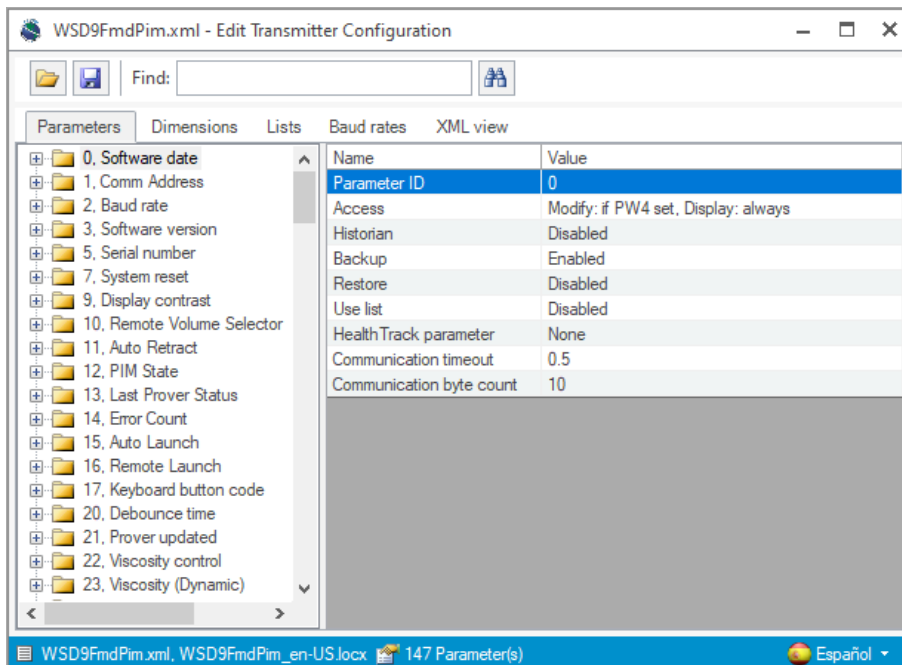 WSD9FmdPim.xml - Edit Transmitter Configuration
Find:
Parameters Dimensions Lists Baud rates XML view
0, Software date
1, Comm Address
2, Baud rate
3, Software version
5, Serial number
7, System reset
9, Display contrast
10, Remote Volume Selector
11, Auto Retract
12, PIM State
13, Last Prover Status
14, Error Count
15, Auto Launch
16, Remote Launch
17, Keyboard button code
20, Debounce time
21, Prover updated
22, Viscosity control
23, Viscosity (Dynamic)
Name Value
Parameter ID 0
Access Modify: if PW4 set, Display: always
Historian Disabled
Backup Enabled
Restore Disabled
Use list Disabled
HealthTrack parameter None
Communication timeout 0.5
Communication byte count 10
WSD9FmdPim.xml, WSD9FmdPim_en-US.locx 147 Parameter(s) Español